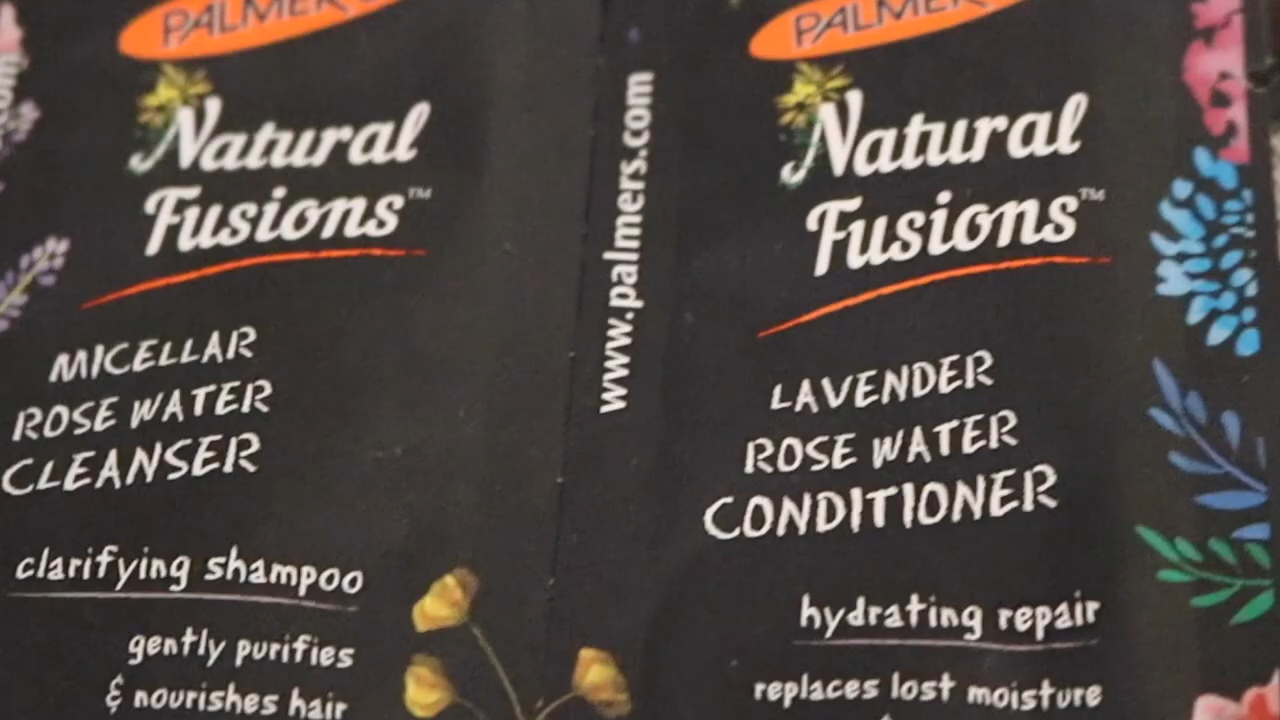 PALMER'S
Natural
Fusions™
MICELLAR
ROSE WATER
CLEANSER
clarifying shampoo
gently purifies
& nourishes hair
www.palmers.com
PALMER'S
Natural
Fusions™
LAVENDER
ROSE WATER
CONDITIONER
hydrating repair
replaces lost moisture